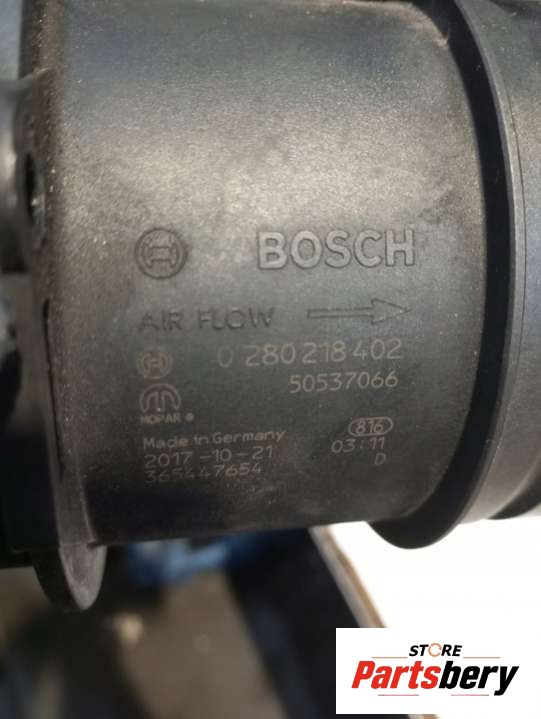 BOSCH
AIR FLOW
0 280 218 402
50537066
MOPAR ®
Made in Germany
816
2017-10-21
03:11
365447654
D
STORE
Partsbery